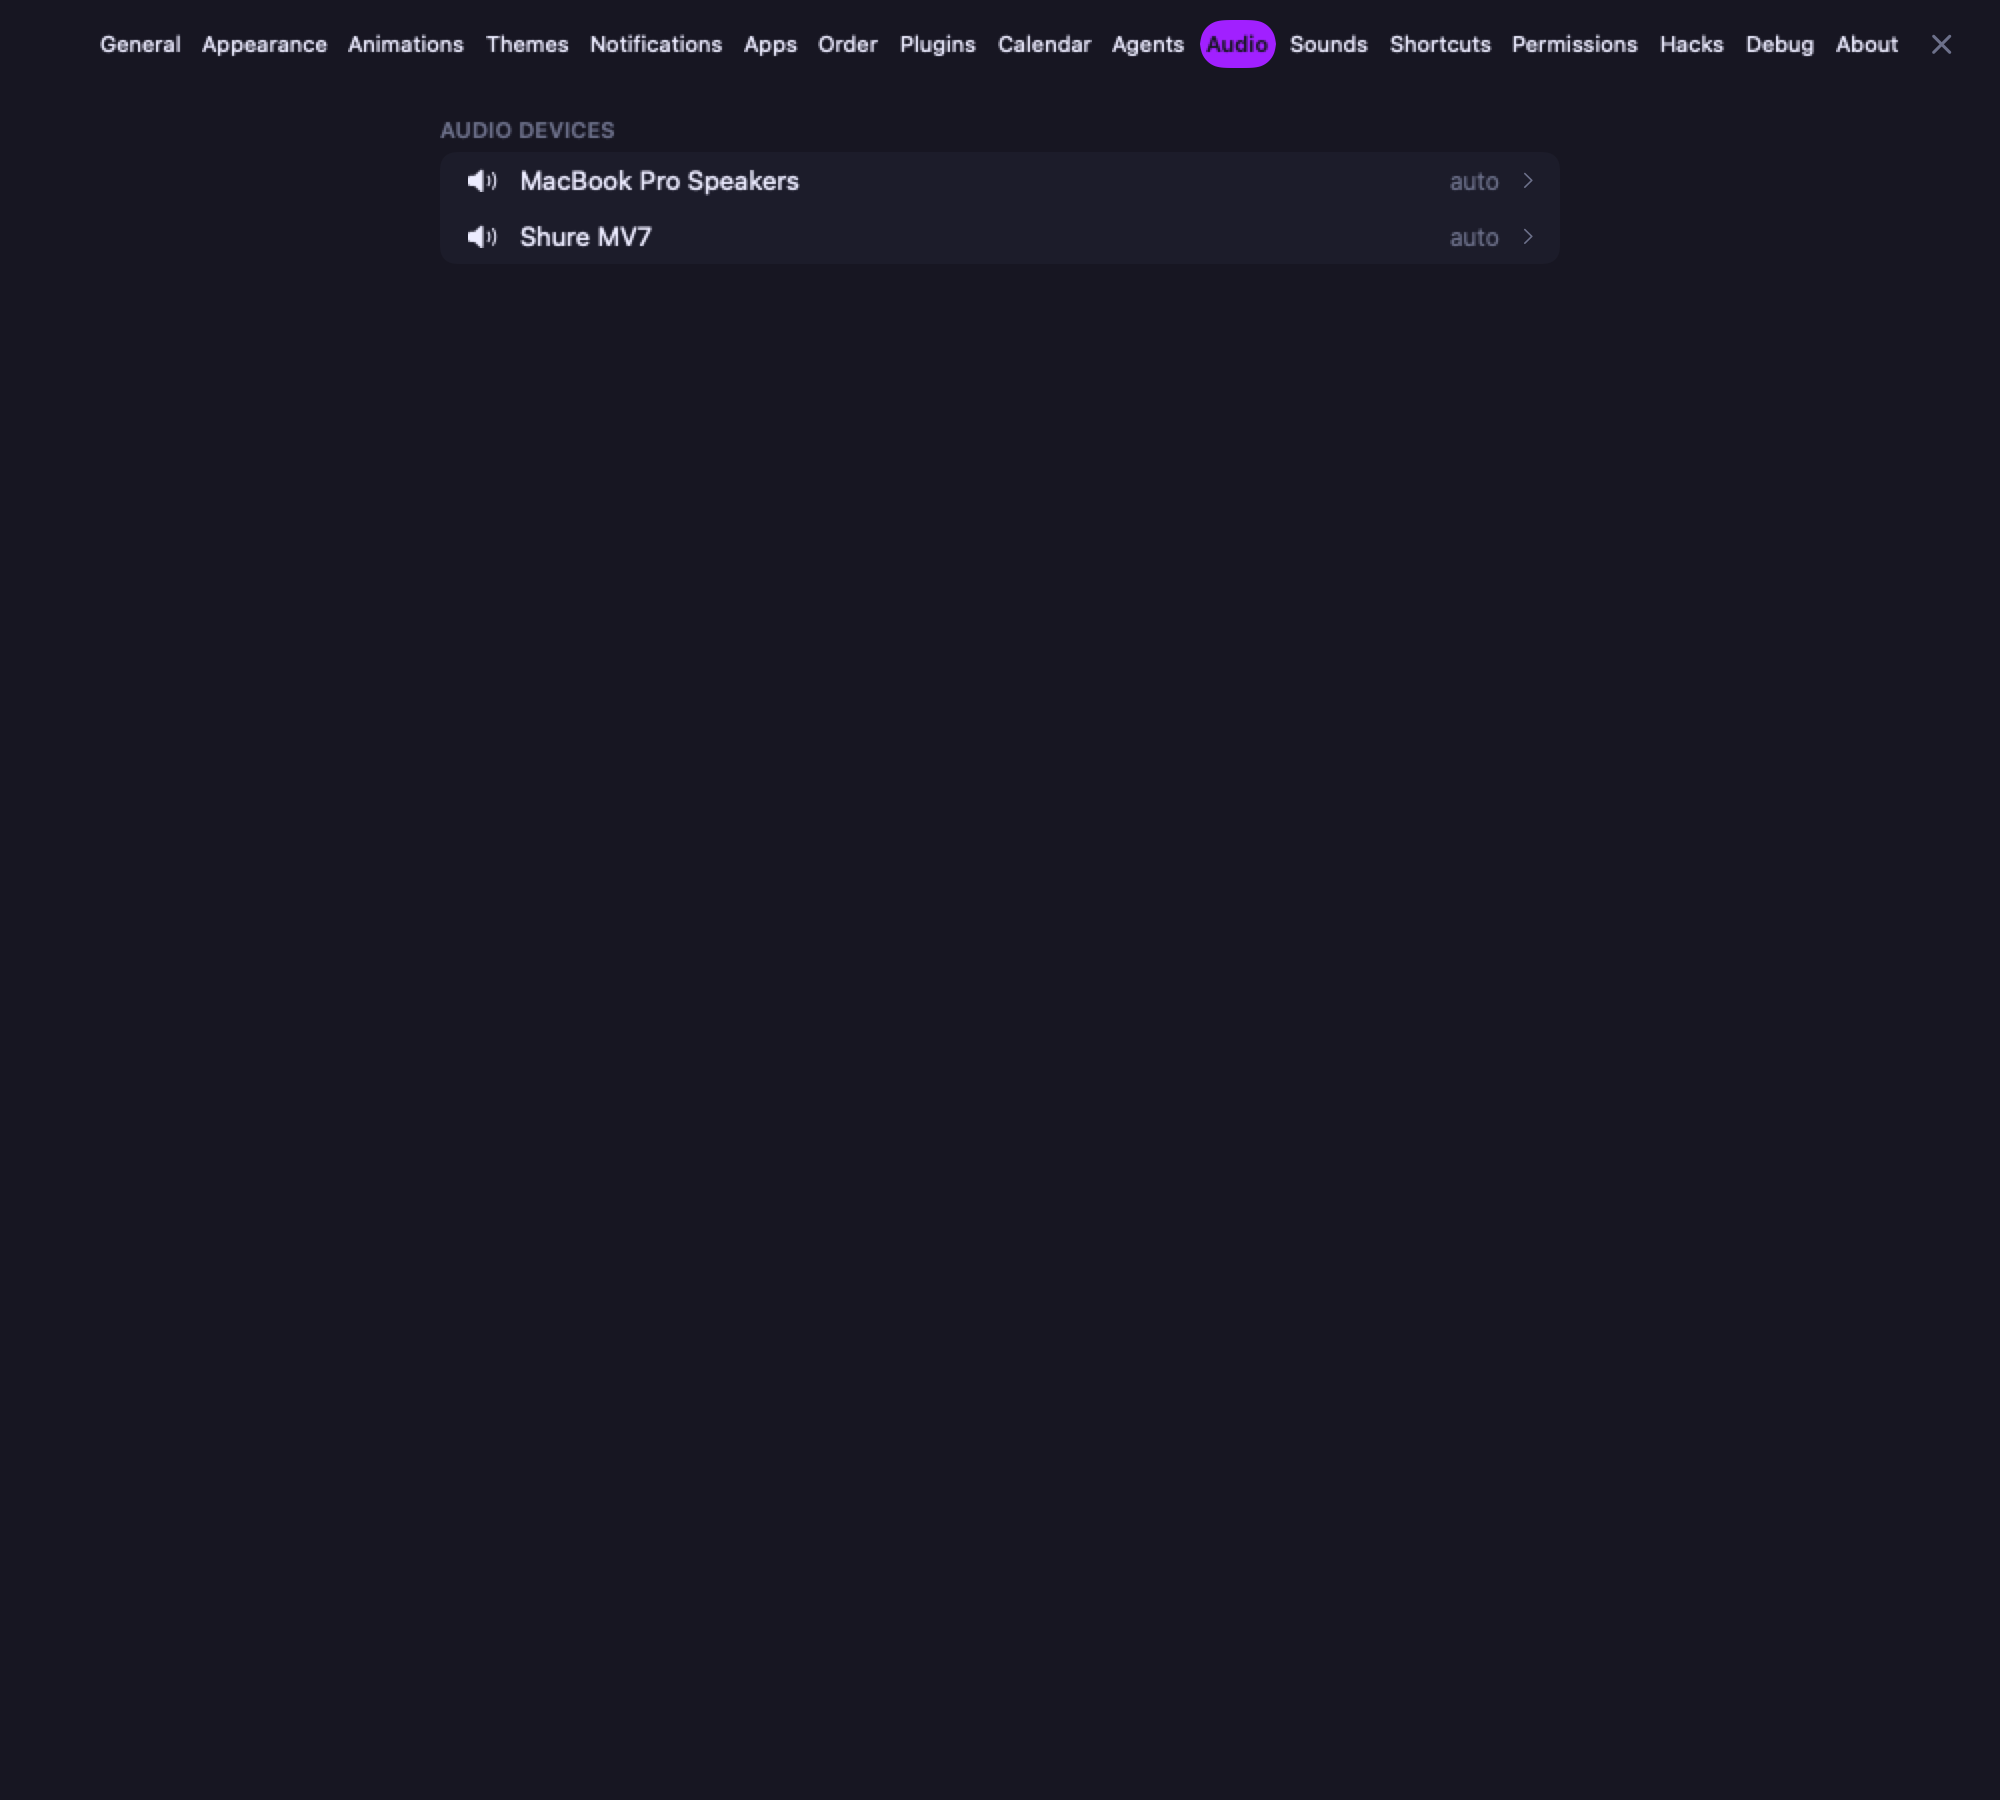 General Appearance Animations Themes Notifications Apps Order Plugins Calendar Agents Audio Sounds Shortcuts Permissions Hacks Debug About
AUDIO DEVICES
MacBook Pro Speakers auto
Shure MV7 auto